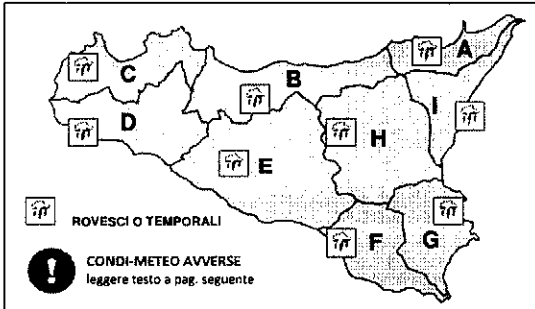 A
C
B
I
D
H
E
F
G
ROVESCI O TEMPORALI
!
CONDI-METEO AVVERSE
leggere testo a pag. seguente